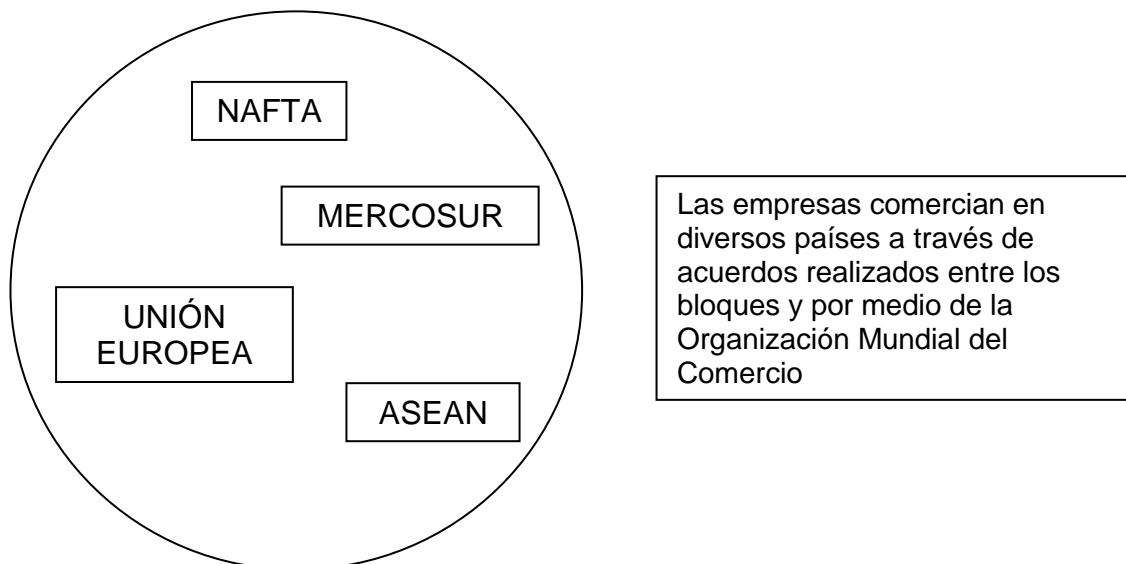 NAFTA
MERCOSUR
UNIÓN
EUROPEA
ASEAN
Las empresas comercian en
diversos países a través de
acuerdos realizados entre los
bloques y por medio de la
Organización Mundial del
Comercio